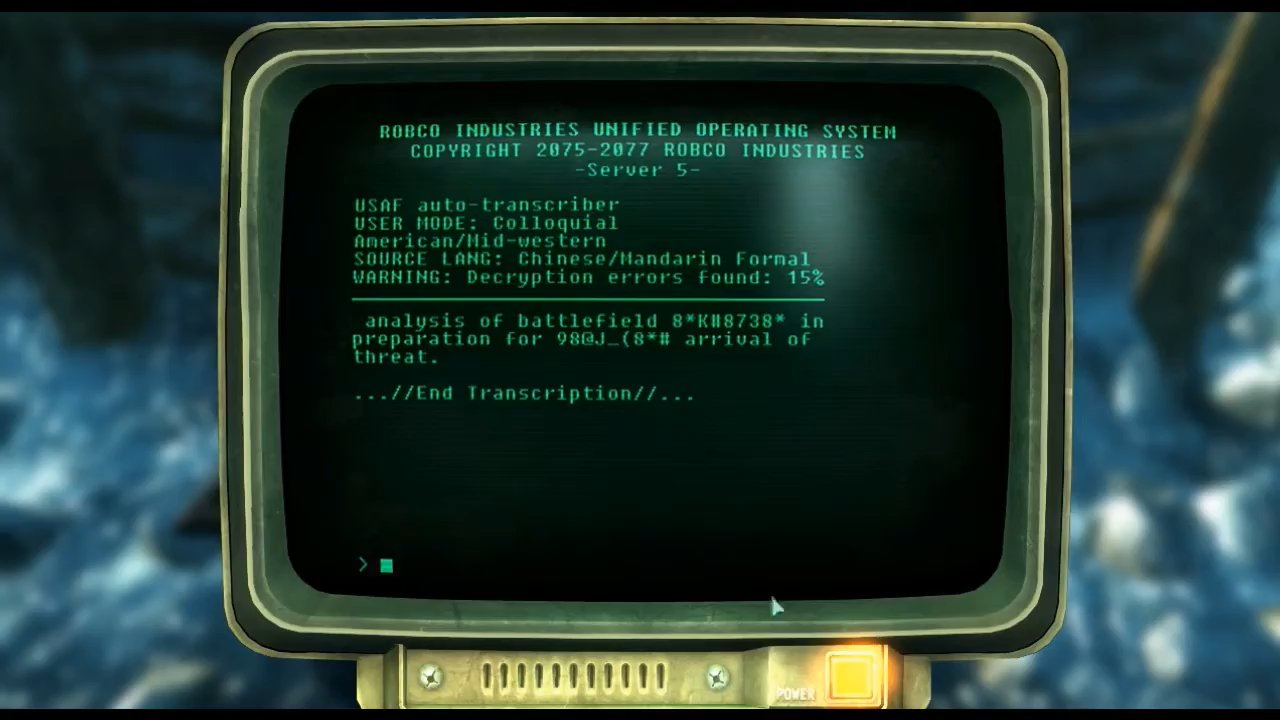 ROBCO INDUSTRIES UNIFIED OPERATING SYSTEM
COPYRIGHT 2075-2077 ROBCO INDUSTRIES
-Server 5-
USAF auto-transcriber
USER MODE: Colloquial
American/Mid-western
SOURCE LANG: Chinese/Mandarin Formal
WARNING: Decryption errors found: 15%
analysis of battlefield 8*K#8738* in
preparation for 98@J_(8*# arrival of
threat.
...//End Transcription//...
>
POWER